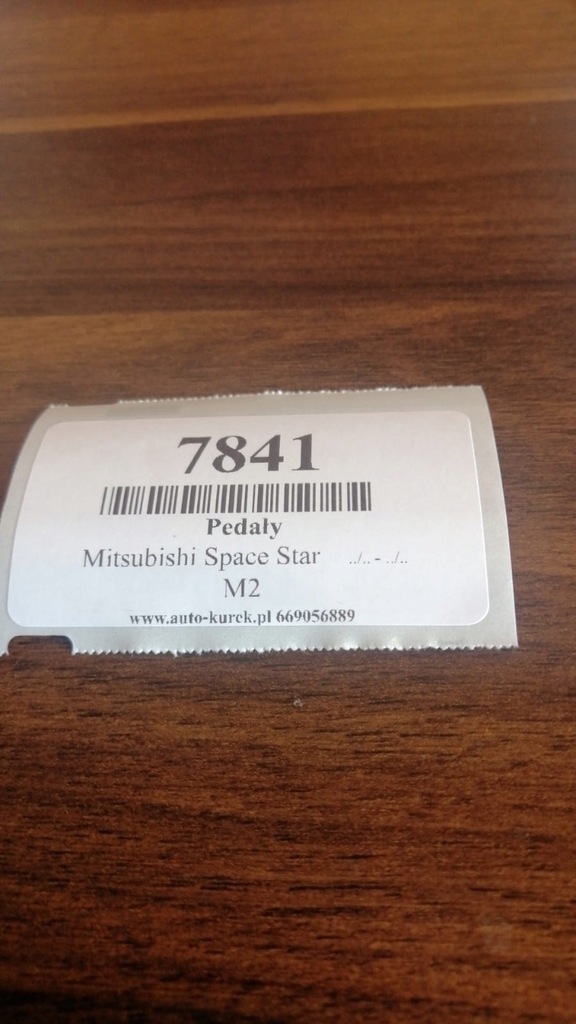 7841
Pedały
Mitsubishi Space Star ../.. - ../..
M2
www.auto-kurek.pl 669056889